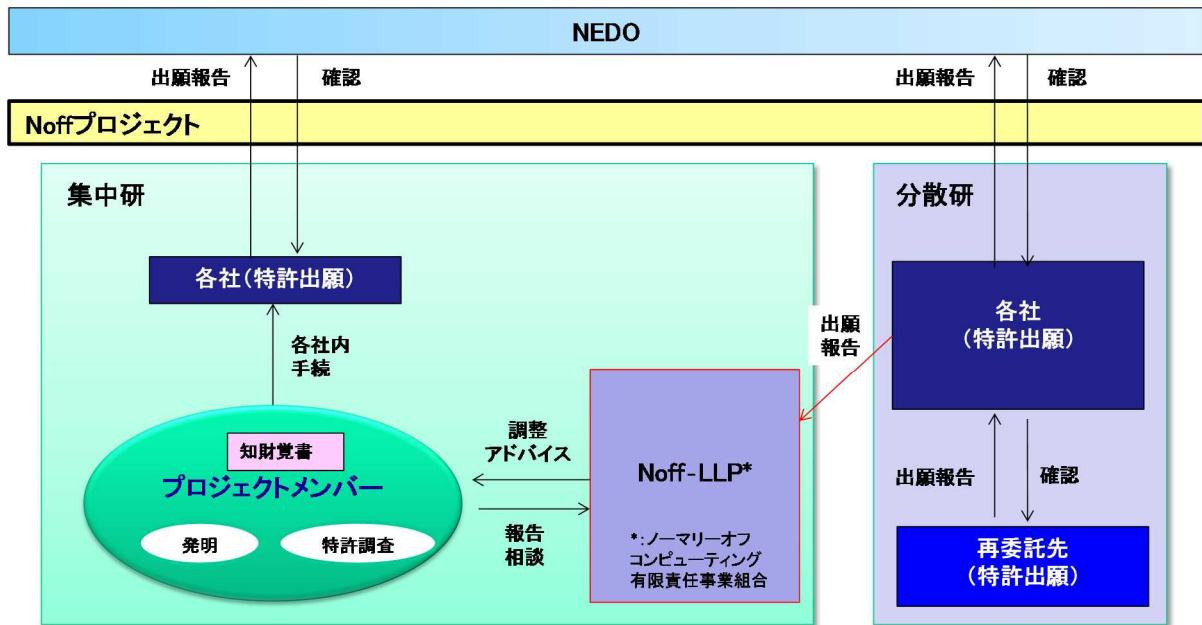 NEDO
出願報告
確認
出願報告
確認
Noffプロジェクト
集中研
各社(特許出願)
各社内
手続
知財覚書
プロジェクトメンバー
発明
特許調査
調整
アドバイス
報告
相談
Noff-LLP*
*:ノーマリーオフ
コンピューティング
有限責任事業組合
出願
報告
分散研
各社
(特許出願)
出願報告
確認
再委託先
(特許出願)